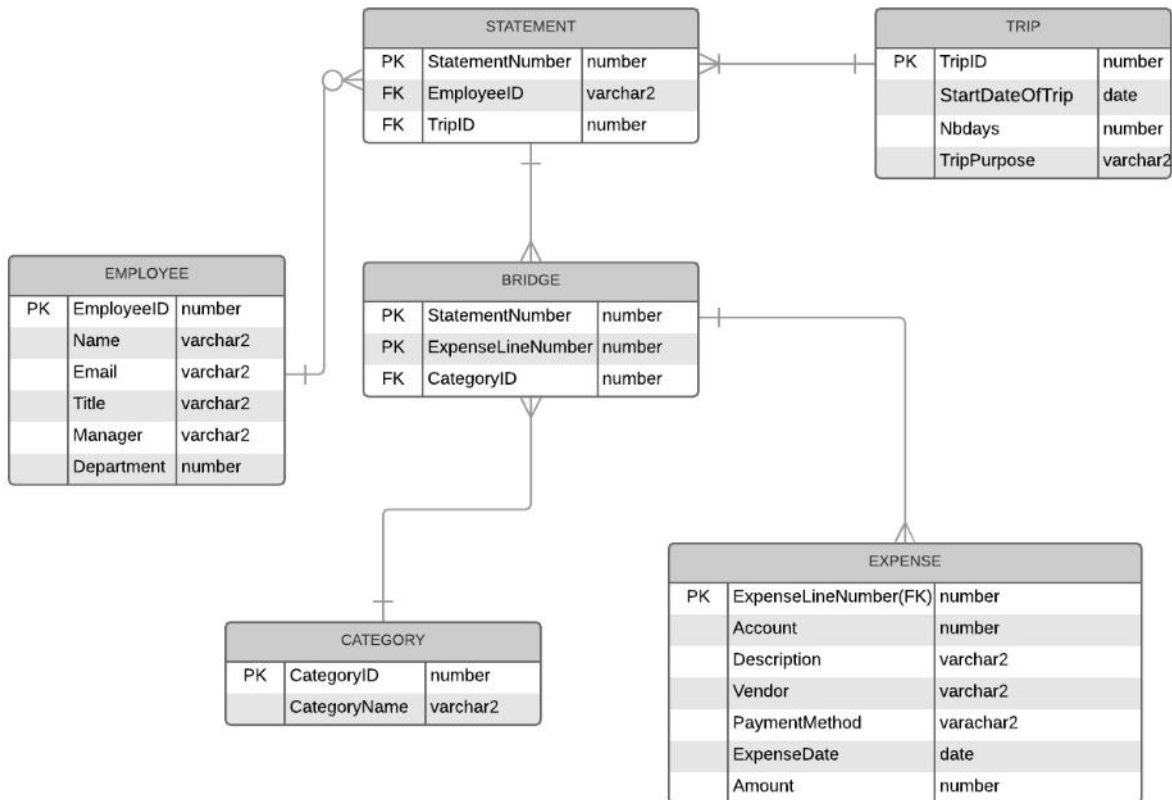 STATEMENT
PK StatementNumber number
FK EmployeeID varchar2
FK TripID number
TRIP
PK TripID number
StartDateOfTrip date
Nbdays number
TripPurpose varchar2
EMPLOYEE
PK EmployeeID number
Name varchar2
Email varchar2
Title varchar2
Manager varchar2
Department number
BRIDGE
PK StatementNumber number
PK ExpenseLineNumber number
FK CategoryID number
CATEGORY
PK CategoryID number
CategoryName varchar2
EXPENSE
PK ExpenseLineNumber(FK) number
Account number
Description varchar2
Vendor varchar2
PaymentMethod varachar2
ExpenseDate date
Amount number